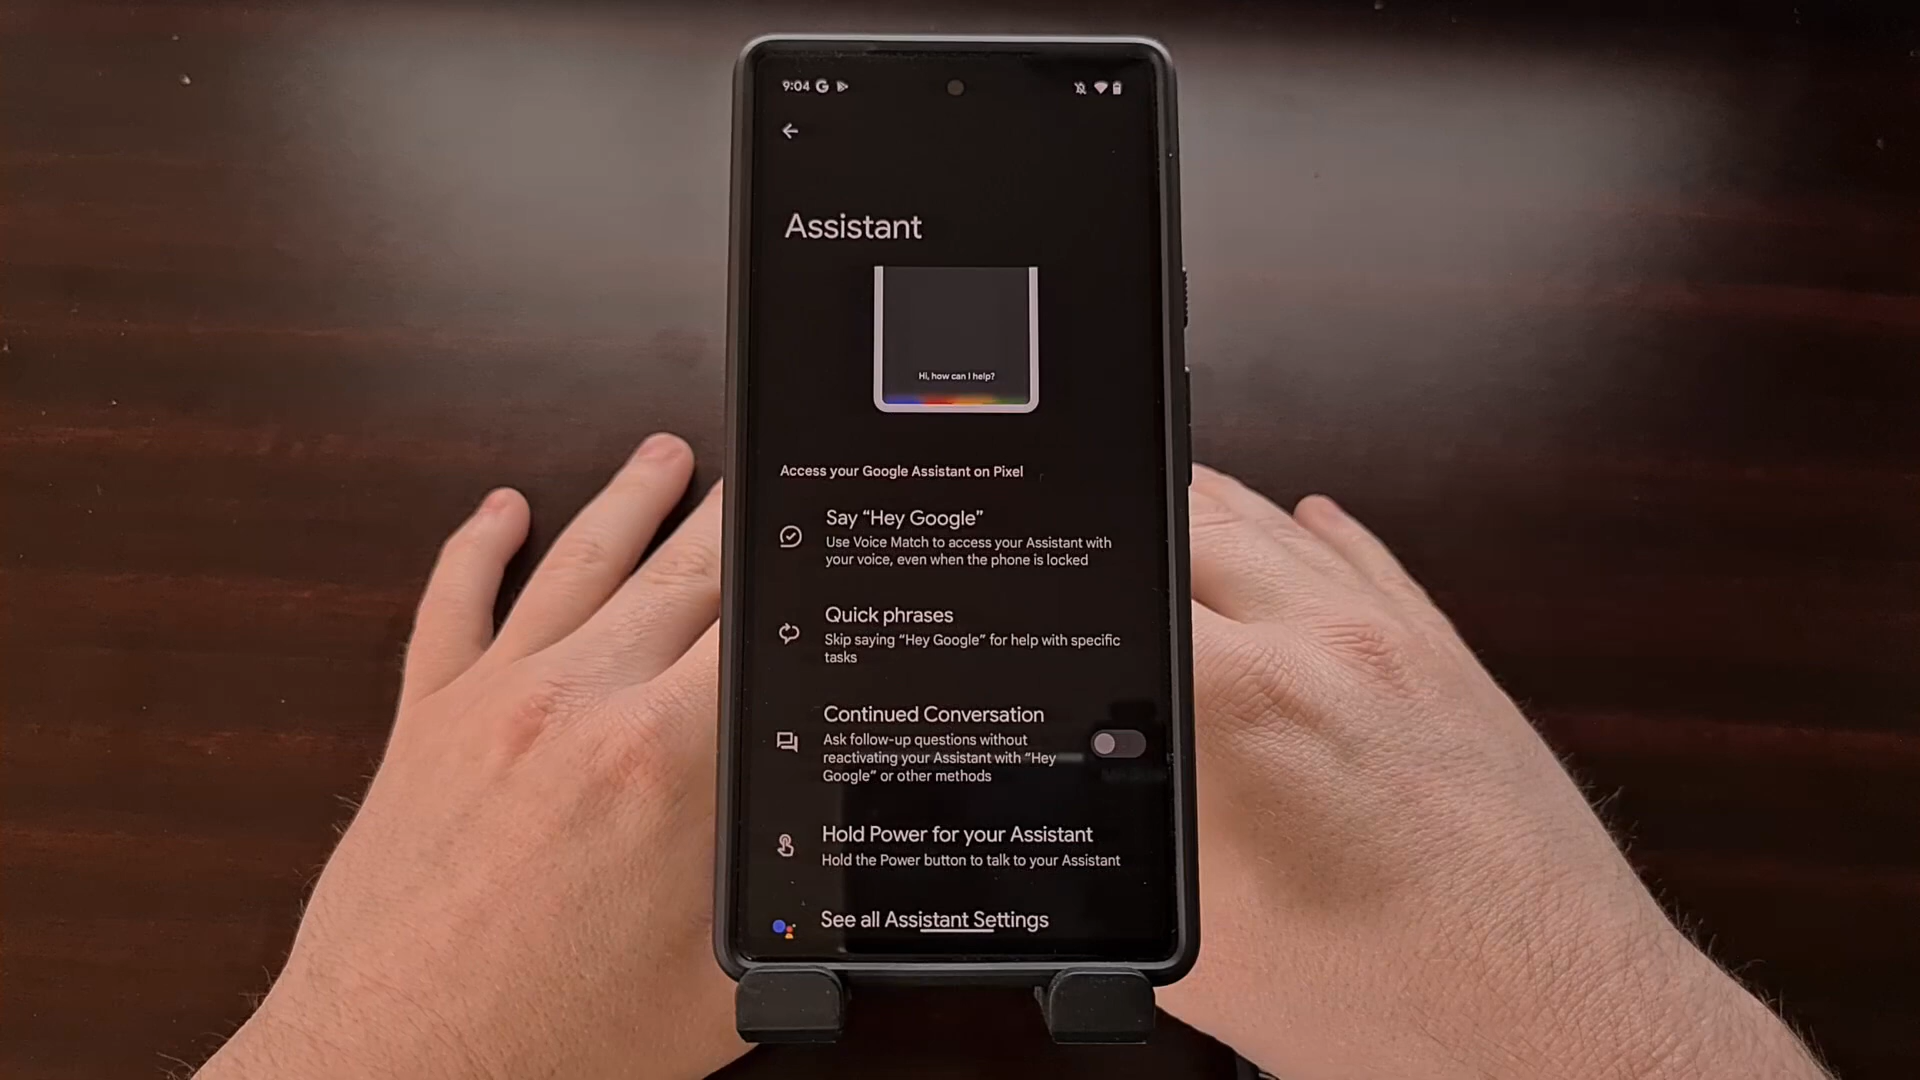 9:04
Assistant
Hi, how can I help?
Access your Google Assistant on Pixel
Say “Hey Google”
Use Voice Match to access your Assistant with
your voice, even when the phone is locked
Quick phrases
Skip saying “Hey Google” for help with specific
tasks
Continued Conversation
Ask follow-up questions without
reactivating your Assistant with “Hey
Google” or other methods
Hold Power for your Assistant
Hold the Power button to talk to your Assistant
See all Assistant Settings